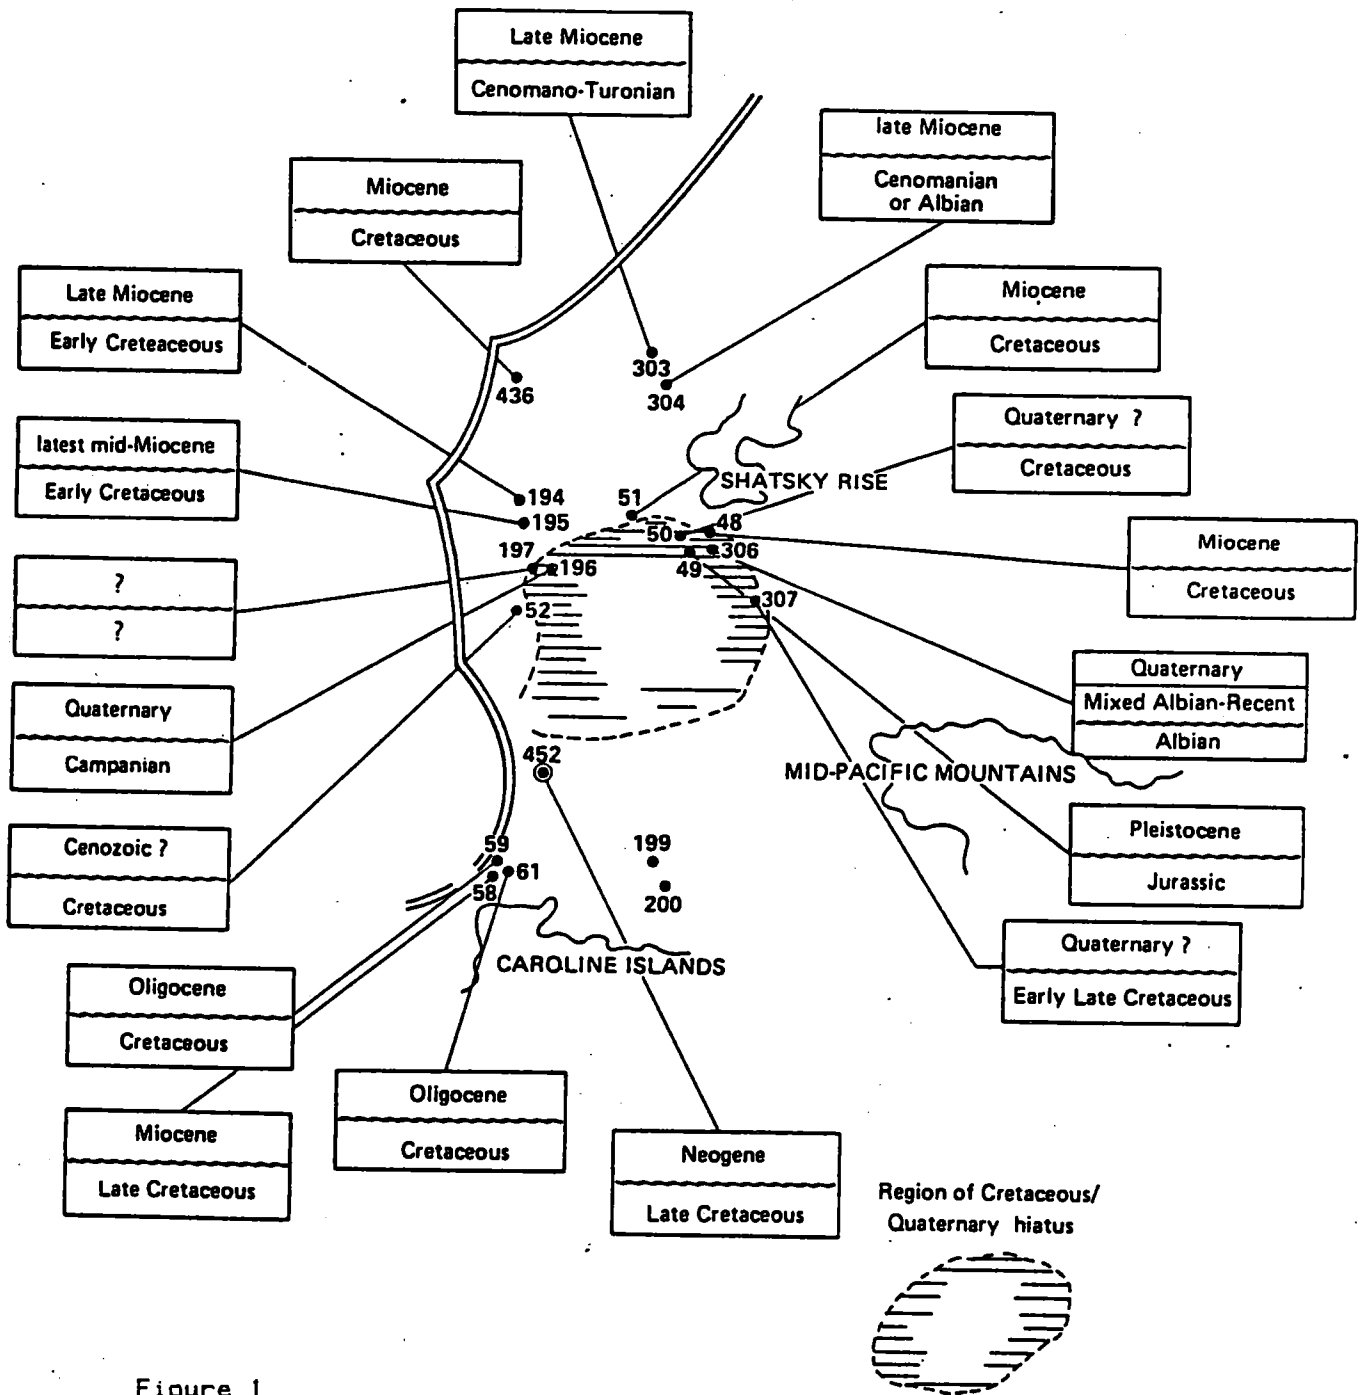 Late Miocene
Cenomano-Turonian
late Miocene
Cenomanian
or Albian
Miocene
Cretaceous
Late Miocene
Early Creteaceous
Miocene
Cretaceous
303
304
436
Quaternary ?
Cretaceous
latest mid-Miocene
Early Cretaceous
SHATSKY RISE
194
195
51
50
48
197
196
49
306
Miocene
Cretaceous
?
?
52
307
Quaternary
Mixed Albian-Recent
Albian
Quaternary
Campanian
452
MID-PACIFIC MOUNTAINS
Cenozoic ?
Cretaceous
59
58
61
199
200
Pleistocene
Jurassic
Quaternary ?
Early Late Cretaceous
CAROLINE ISLANDS
Oligocene
Cretaceous
Oligocene
Cretaceous
Miocene
Late Cretaceous
Neogene
Late Cretaceous
Region of Cretaceous/
Quaternary hiatus
Figure 1